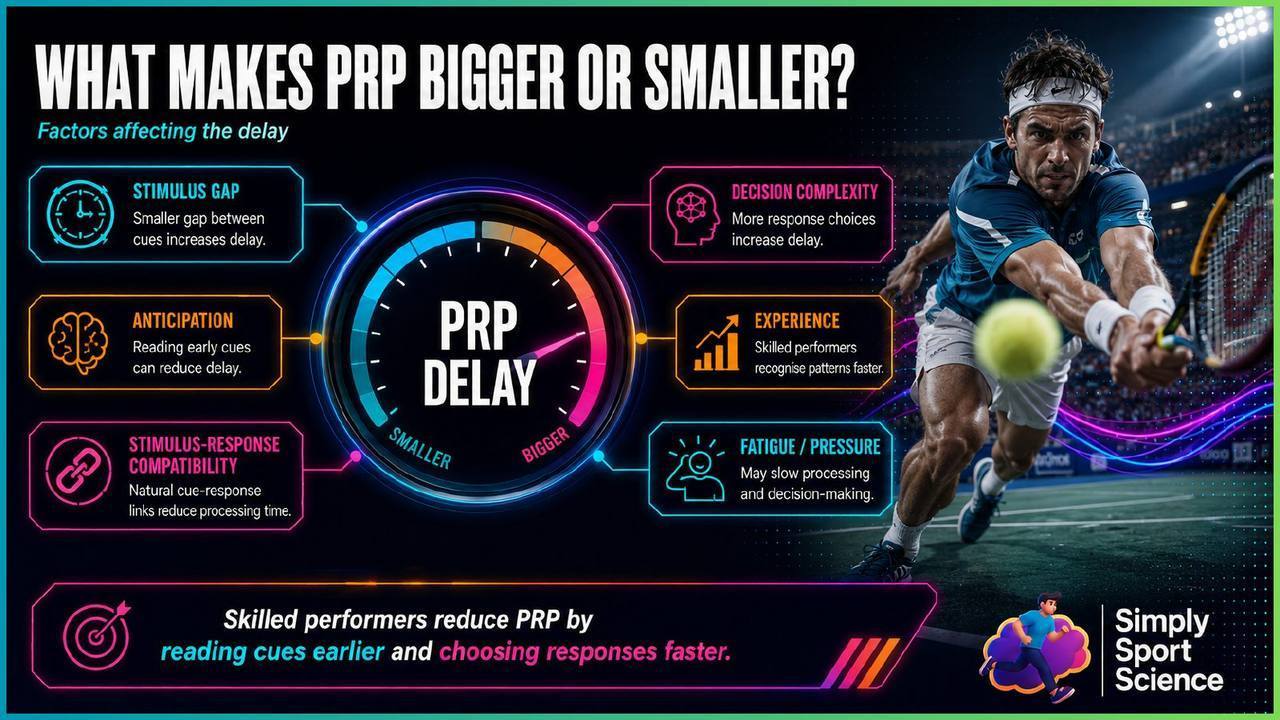 WHAT MAKES PRP BIGGER OR SMALLER?
Factors affecting the delay
STIMULUS GAP
Smaller gap between
cues increases delay.
ANTICIPATION
Reading early cues
can reduce delay.
STIMULUS-RESPONSE
COMPATIBILITY
Natural cue-response
links reduce processing time.
PRP
DELAY
SMALLER
BIGGER
DECISION COMPLEXITY
More response choices
increase delay.
EXPERIENCE
Skilled performers
recognise patterns faster.
FATIGUE / PRESSURE
May slow processing
and decision-making.
Skilled performers reduce PRP by
reading cues earlier and choosing responses faster.
Simply
Sport
Science